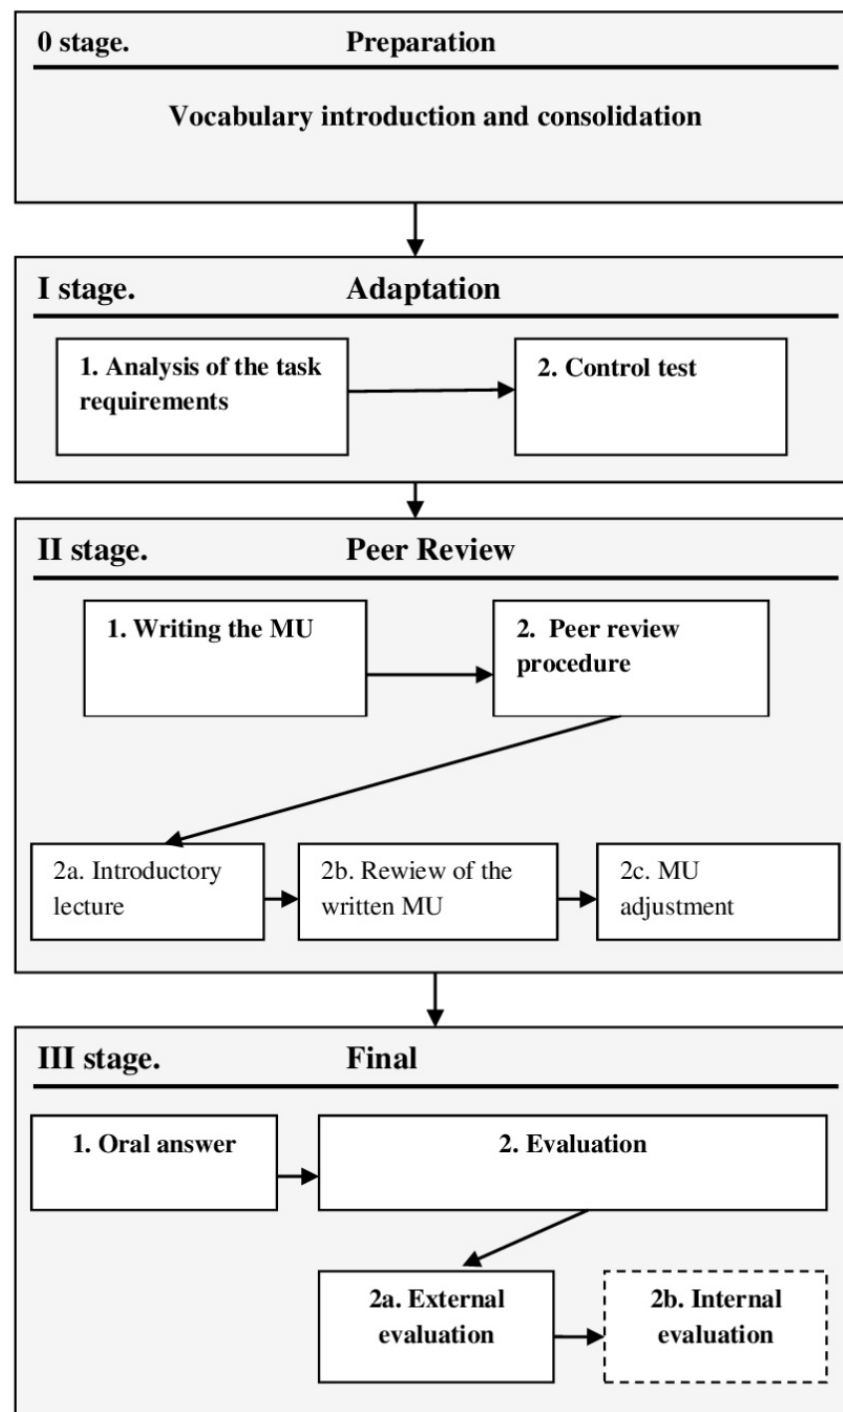 0 stage. Preparation
Vocabulary introduction and consolidation
I stage. Adaptation
1. Analysis of the task
requirements
2. Control test
II stage. Peer Review
1. Writing the MU
2. Peer review
procedure
2a. Introductory
lecture
2b. Rewiew of the
written MU
2c. MU
adjustment
III stage. Final
1. Oral answer
2. Evaluation
2a. External
evaluation
2b. Internal
evaluation